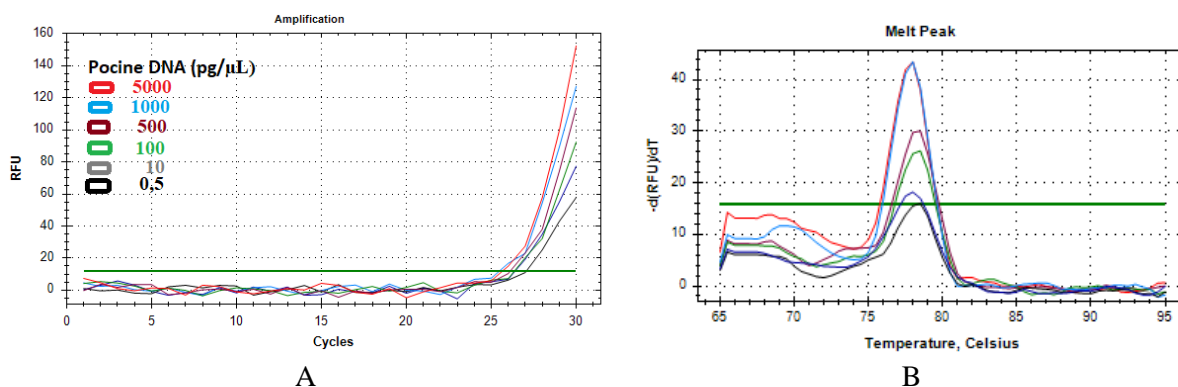 Amplification
160
140
120
100
80
60
40
20
0
RFU
Pocine DNA (pg/µL)
5000
1000
500
100
10
0,5
0 5 10 15 20 25 30
Cycles
A
Melt Peak
40
30
20
10
0
-d(RFU)/dT
65 70 75 80 85 90 95
Temperature, Celsius
B